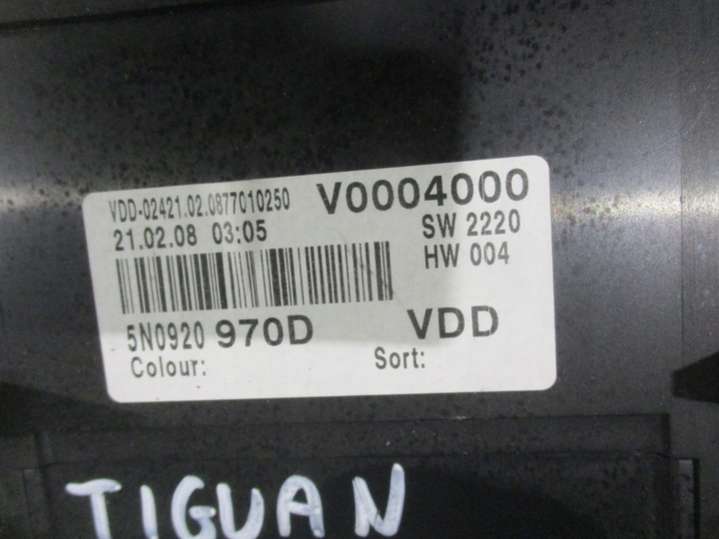 VDD-02421.02.0877010250 V0004000
21.02.08 03:05 SW 2220
HW 004
5N0920 970D VDD
Colour: Sort:
TIGUAN